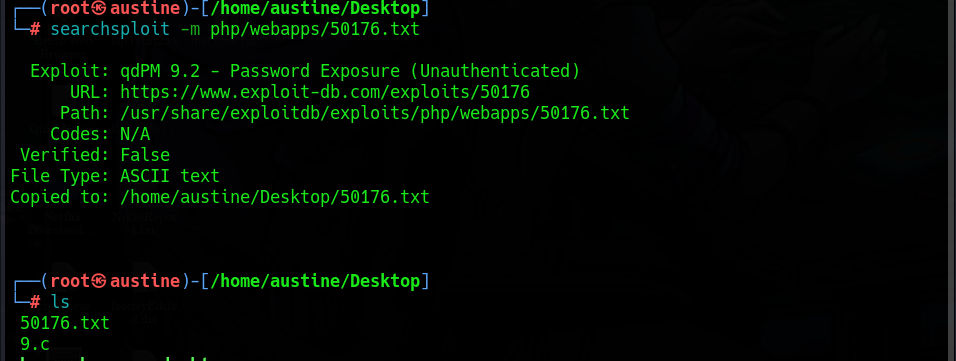 ┌──(root㉿austine)-[/home/austine/Desktop]
└─# searchsploit -m php/webapps/50176.txt
Exploit: qdPM 9.2 - Password Exposure (Unauthenticated)
URL: https://www.exploit-db.com/exploits/50176
Path: /usr/share/exploitdb/exploits/php/webapps/50176.txt
Codes: N/A
Verified: False
File Type: ASCII text
Copied to: /home/austine/Desktop/50176.txt
┌──(root㉿austine)-[/home/austine/Desktop]
└─# ls
50176.txt
9.c